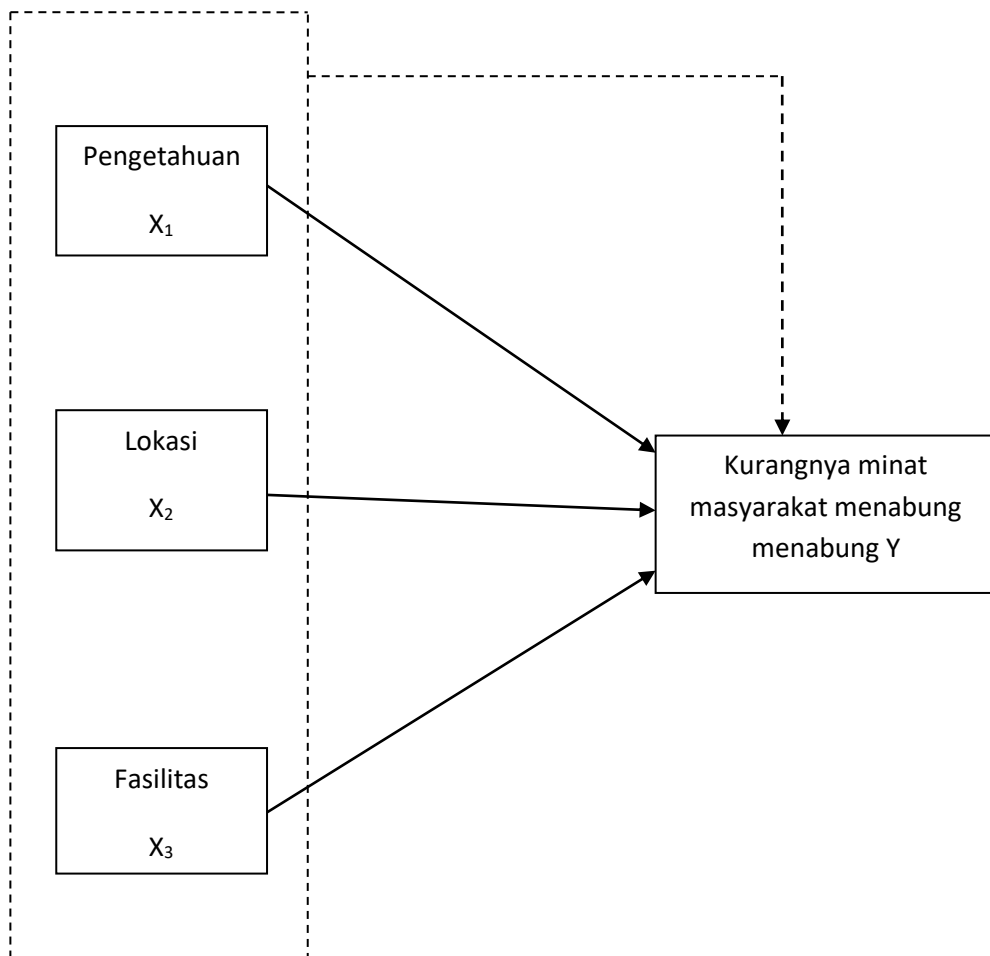 Pengetahuan
X₁
Lokasi
X₂
Kurangnya minat
masyarakat menabung
menabung Y
Fasilitas
X₃